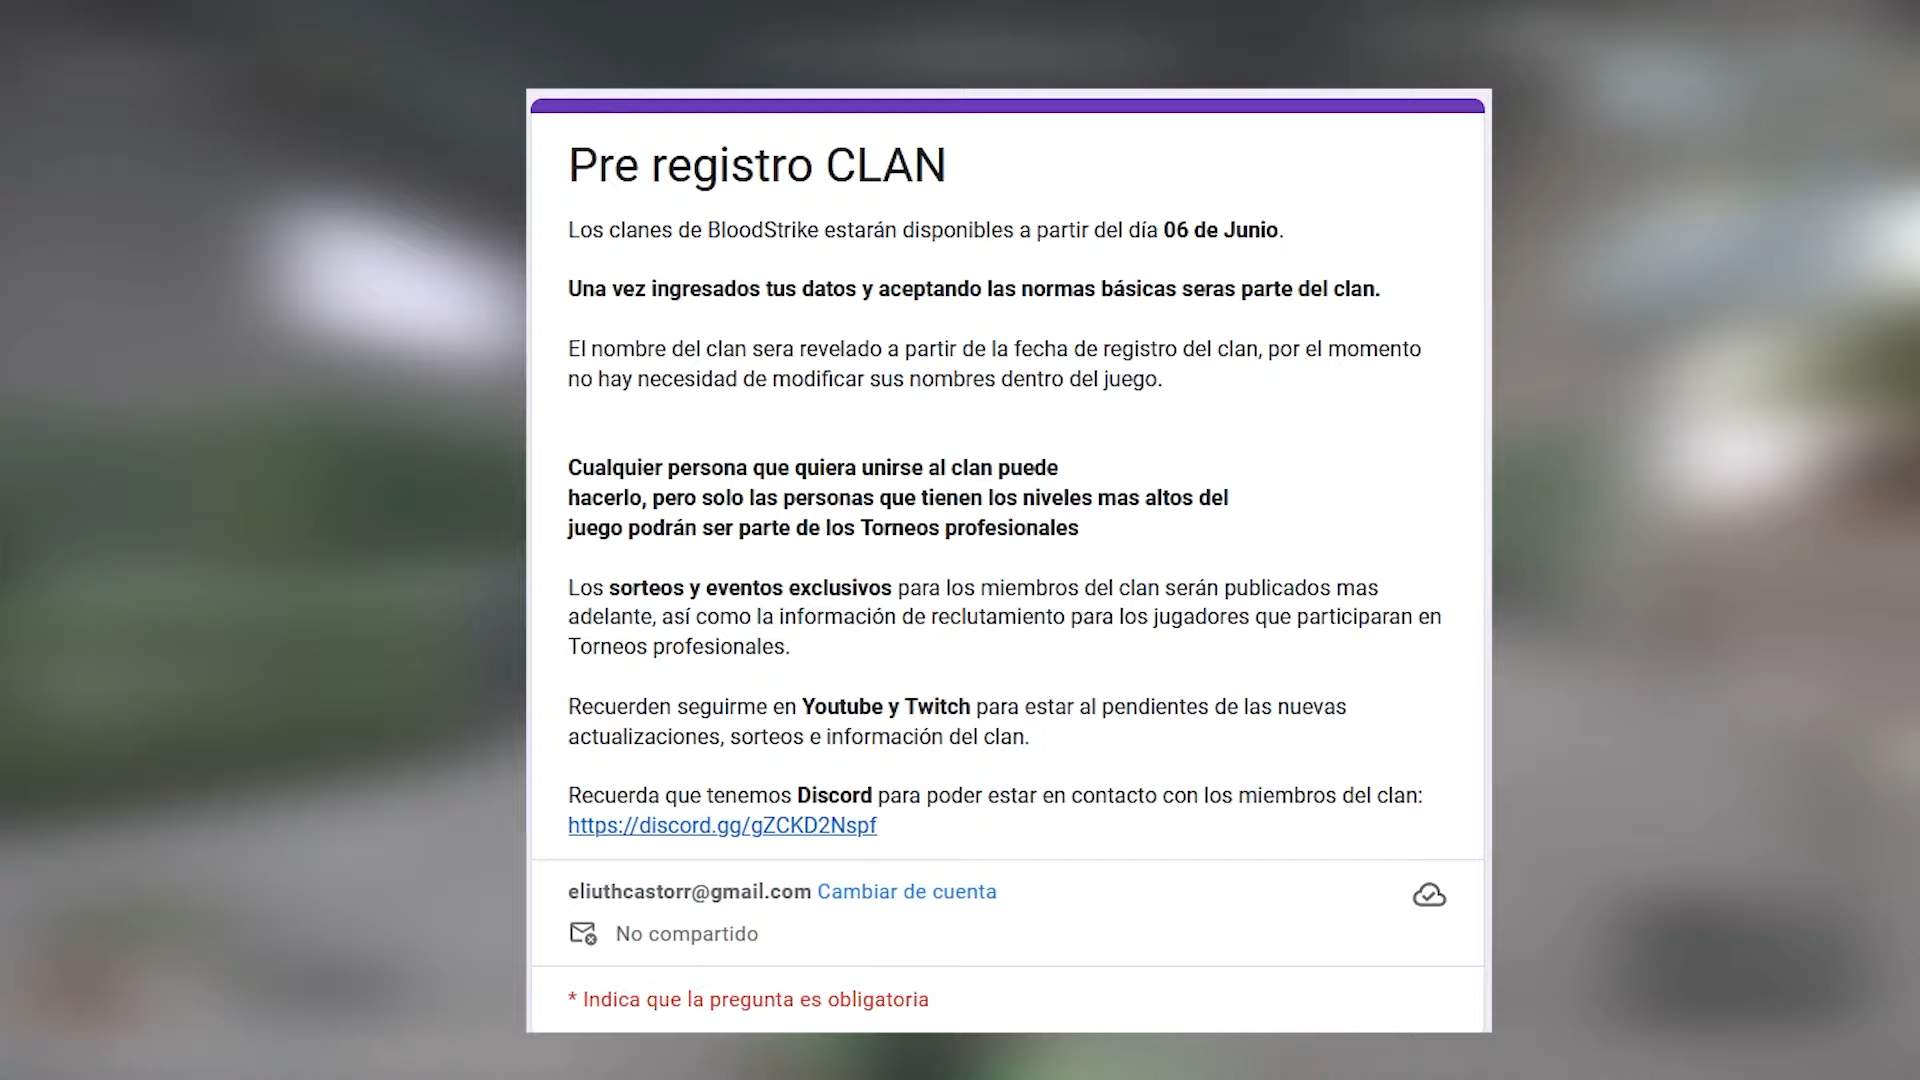 Pre registro CLAN
Los clanes de BloodStrike estarán disponibles a partir del día 06 de Junio.
Una vez ingresados tus datos y aceptando las normas básicas seras parte del clan.
El nombre del clan sera revelado a partir de la fecha de registro del clan, por el momento
no hay necesidad de modificar sus nombres dentro del juego.
Cualquier persona que quiera unirse al clan puede
hacerlo, pero solo las personas que tienen los niveles mas altos del
juego podrán ser parte de los Torneos profesionales
Los sorteos y eventos exclusivos para los miembros del clan serán publicados mas
adelante, así como la información de reclutamiento para los jugadores que participaran en
Torneos profesionales.
Recuerden seguirme en Youtube y Twitch para estar al pendientes de las nuevas
actualizaciones, sorteos e información del clan.
Recuerda que tenemos Discord para poder estar en contacto con los miembros del clan:
https://discord.gg/gZCKD2Nspf
eliuthcastorr@gmail.com Cambiar de cuenta
No compartido
* Indica que la pregunta es obligatoria